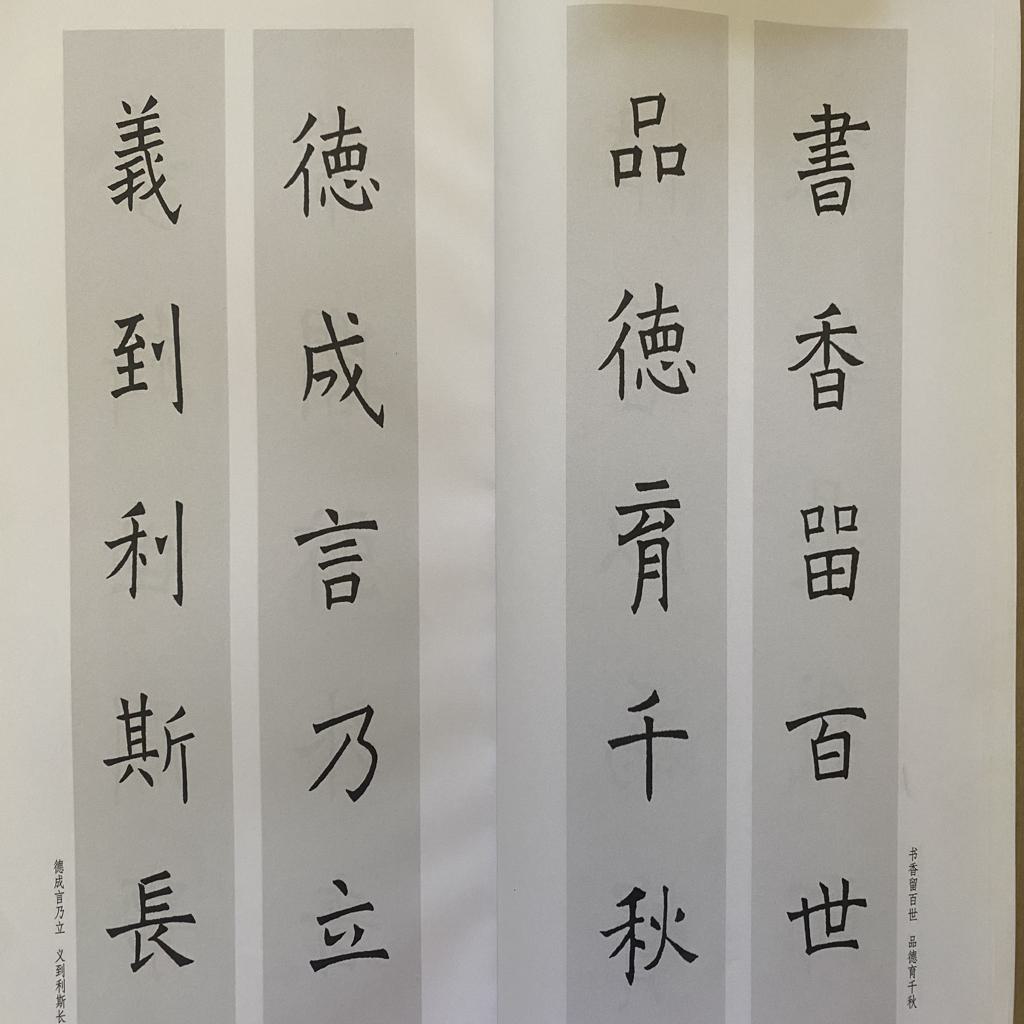 書香留百世
品德育千秋
书香留百世 品德育千秋
德成言乃立
義到利斯長
德成言乃立 义到利斯长